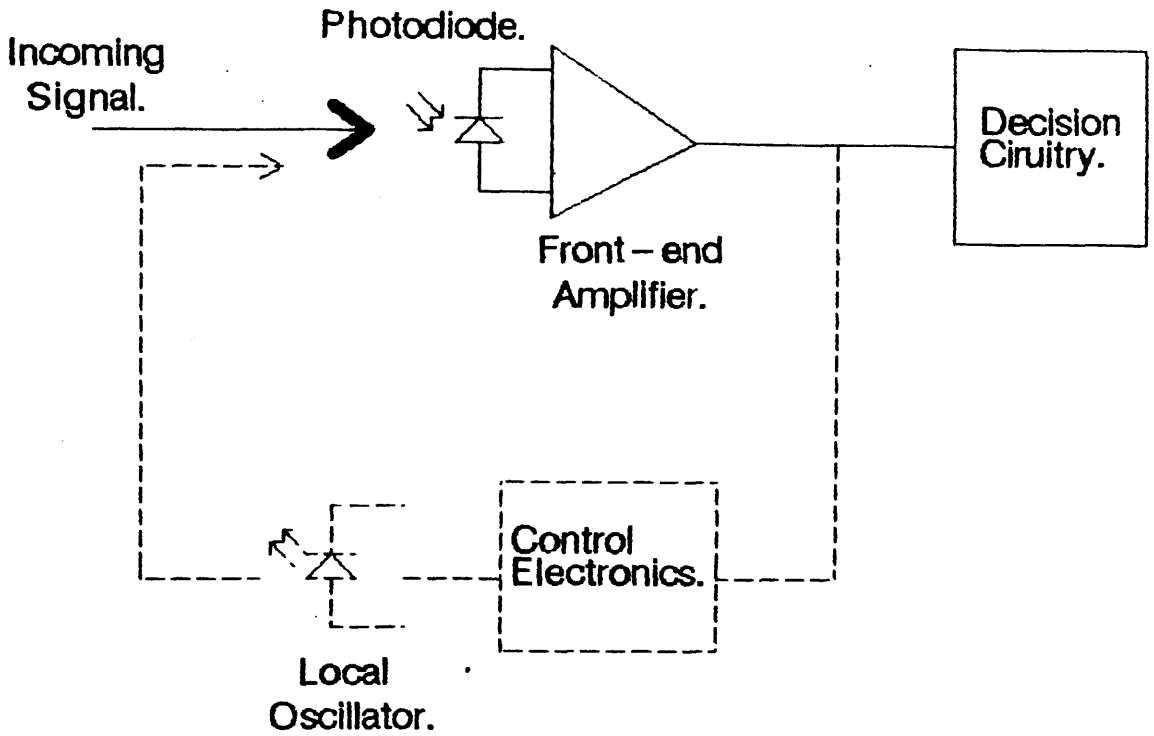 Photodiode.
Incoming
Signal.
Decision
Ciruitry.
Front-end
Amplifier.
Control
Electronics.
Local
Oscillator.